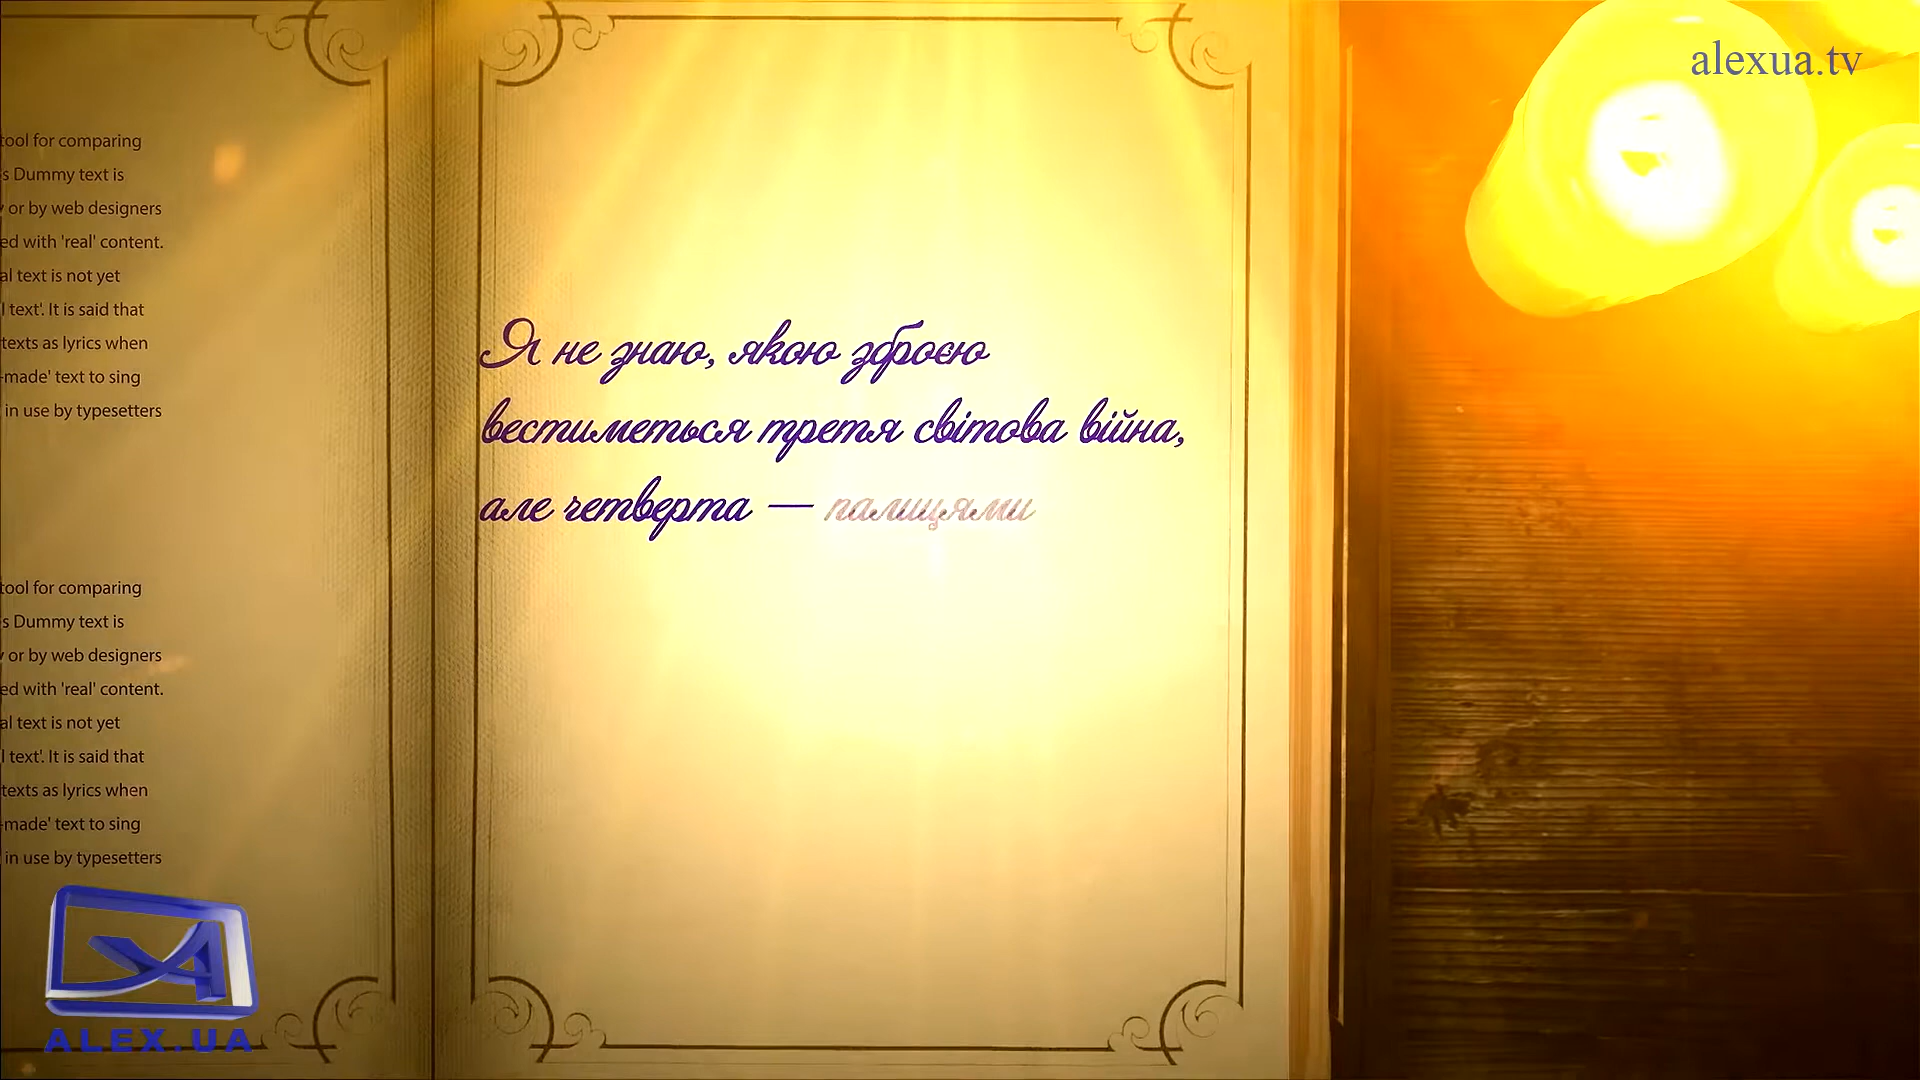 alexua.tv
tool for comparing
s Dummy text is
or by web designers
ed with 'real' content.
al text is not yet
l text'. It is said that
texts as lyrics when
-made' text to sing
in use by typesetters
Я не знаю, якою зброєю
вестиметься третя світова війна,
але четверта — палицями
tool for comparing
s Dummy text is
or by web designers
ed with 'real' content.
al text is not yet
l text'. It is said that
texts as lyrics when
-made' text to sing
in use by typesetters
ALEX.UA